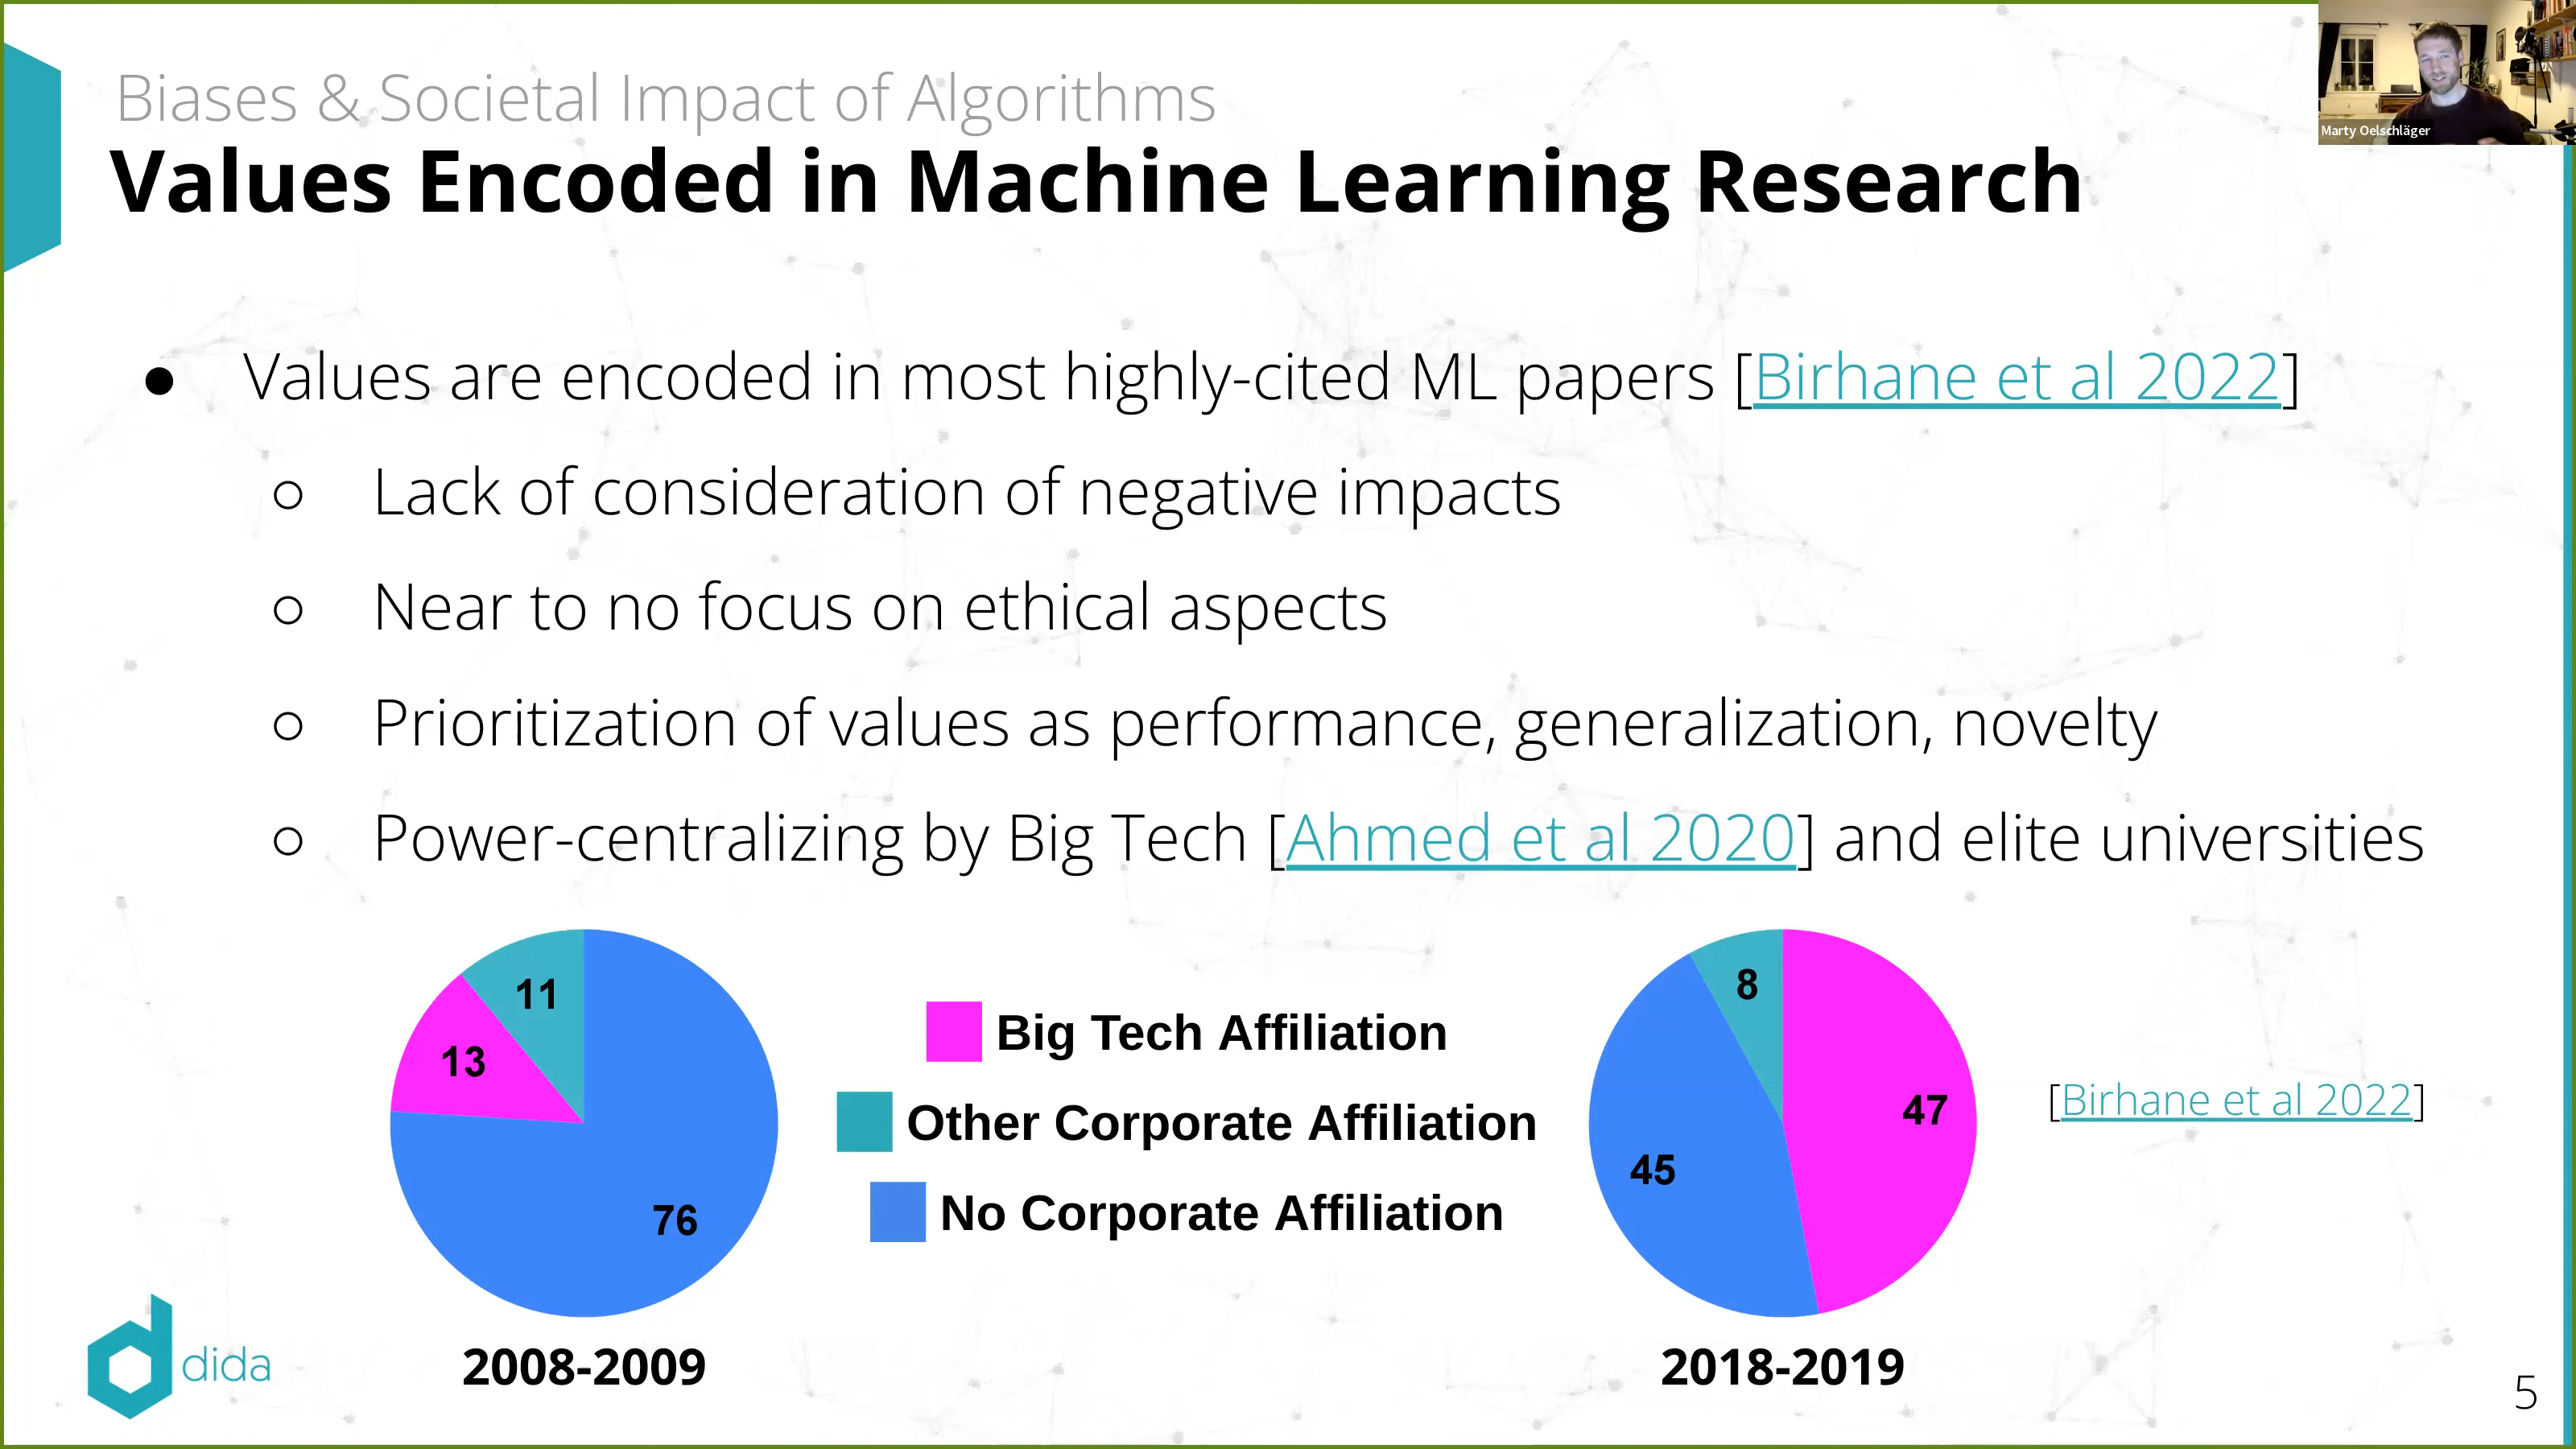 Biases & Societal Impact of Algorithms
Marty Oelschläger
Values Encoded in Machine Learning Research
● Values are encoded in most highly-cited ML papers [Birhane et al 2022]
○ Lack of consideration of negative impacts
○ Near to no focus on ethical aspects
○ Prioritization of values as performance, generalization, novelty
○ Power-centralizing by Big Tech [Ahmed et al 2020] and elite universities
11
13
76
2008-2009
Big Tech Affiliation
Other Corporate Affiliation
No Corporate Affiliation
8
47
45
2018-2019
[Birhane et al 2022]
dida
5